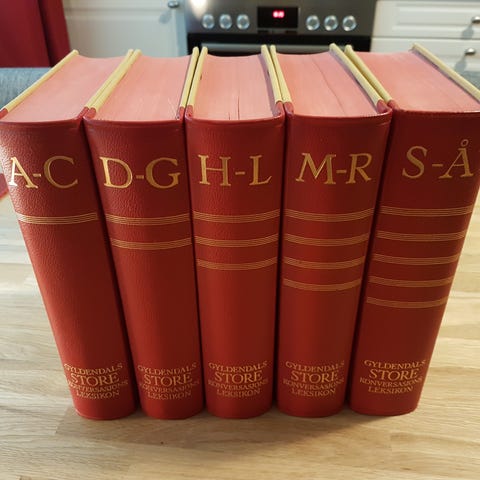 A-C
GYLDENDALS
STORE
KONVERSASJONS
LEKSIKON
D-G
GYLDENDALS
STORE
KONVERSASJONS
LEKSIKON
H-L
GYLDENDALS
STORE
KONVERSASJONS
LEKSIKON
M-R
GYLDENDALS
STORE
KONVERSASJONS
LEKSIKON
S-Å
GYLDENDALS
STORE
KONVERSASJONS
LEKSIKON